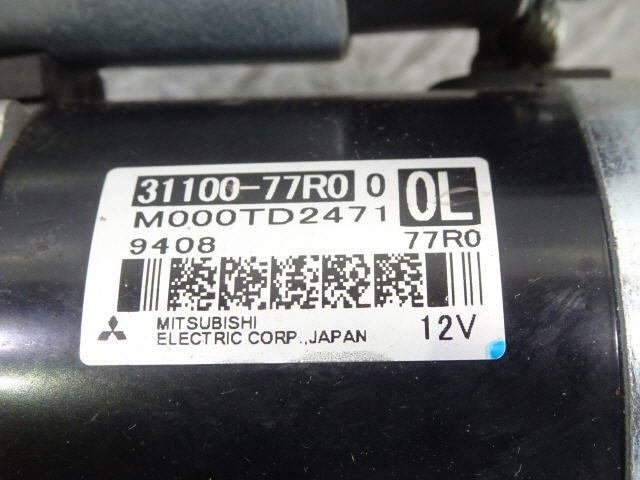 31100-77R0 0 0L
M000TD2471
9408 77R0
MITSUBISHI
ELECTRIC CORP.,JAPAN 12V